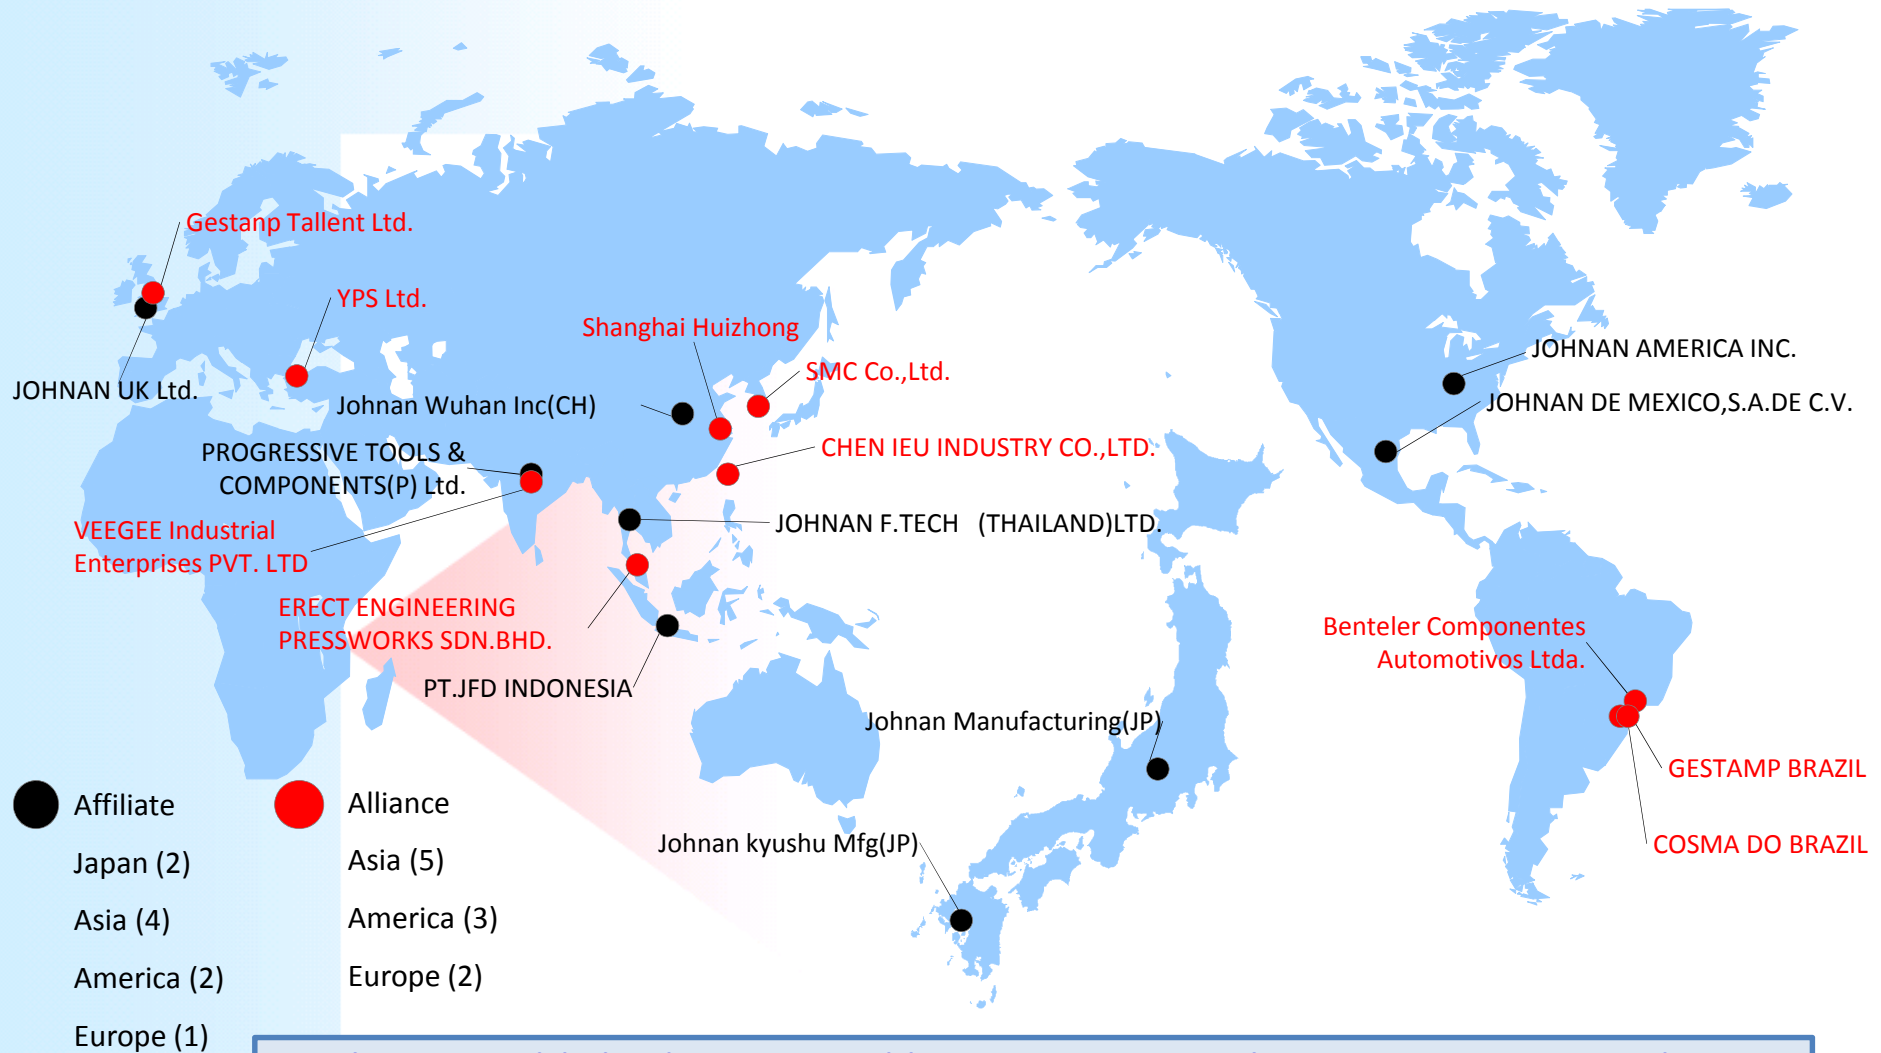 Gestanp Tallent Ltd.
YPS Ltd.
Shanghai Huizhong
JOHNAN AMERICA INC.
SMC Co.,Ltd.
JOHNAN UK Ltd.
Johnan Wuhan Inc(CH)
JOHNAN DE MEXICO,S.A.DE C.V.
PROGRESSIVE TOOLS &
COMPONENTS(P) Ltd.
CHEN IEU INDUSTRY CO.,LTD.
VEEGEE Industrial
Enterprises PVT. LTD
JOHNAN F.TECH (THAILAND)LTD.
ERECT ENGINEERING
PRESSWORKS SDN.BHD.
Benteler Componentes
Automotivos Ltda.
PT.JFD INDONESIA
Johnan Manufacturing(JP)
GESTAMP BRAZIL
COSMA DO BRAZIL
Johnan kyushu Mfg(JP)
Affiliate
Japan (2)
Asia (4)
America (2)
Europe (1)
Alliance
Asia (5)
America (3)
Europe (2)